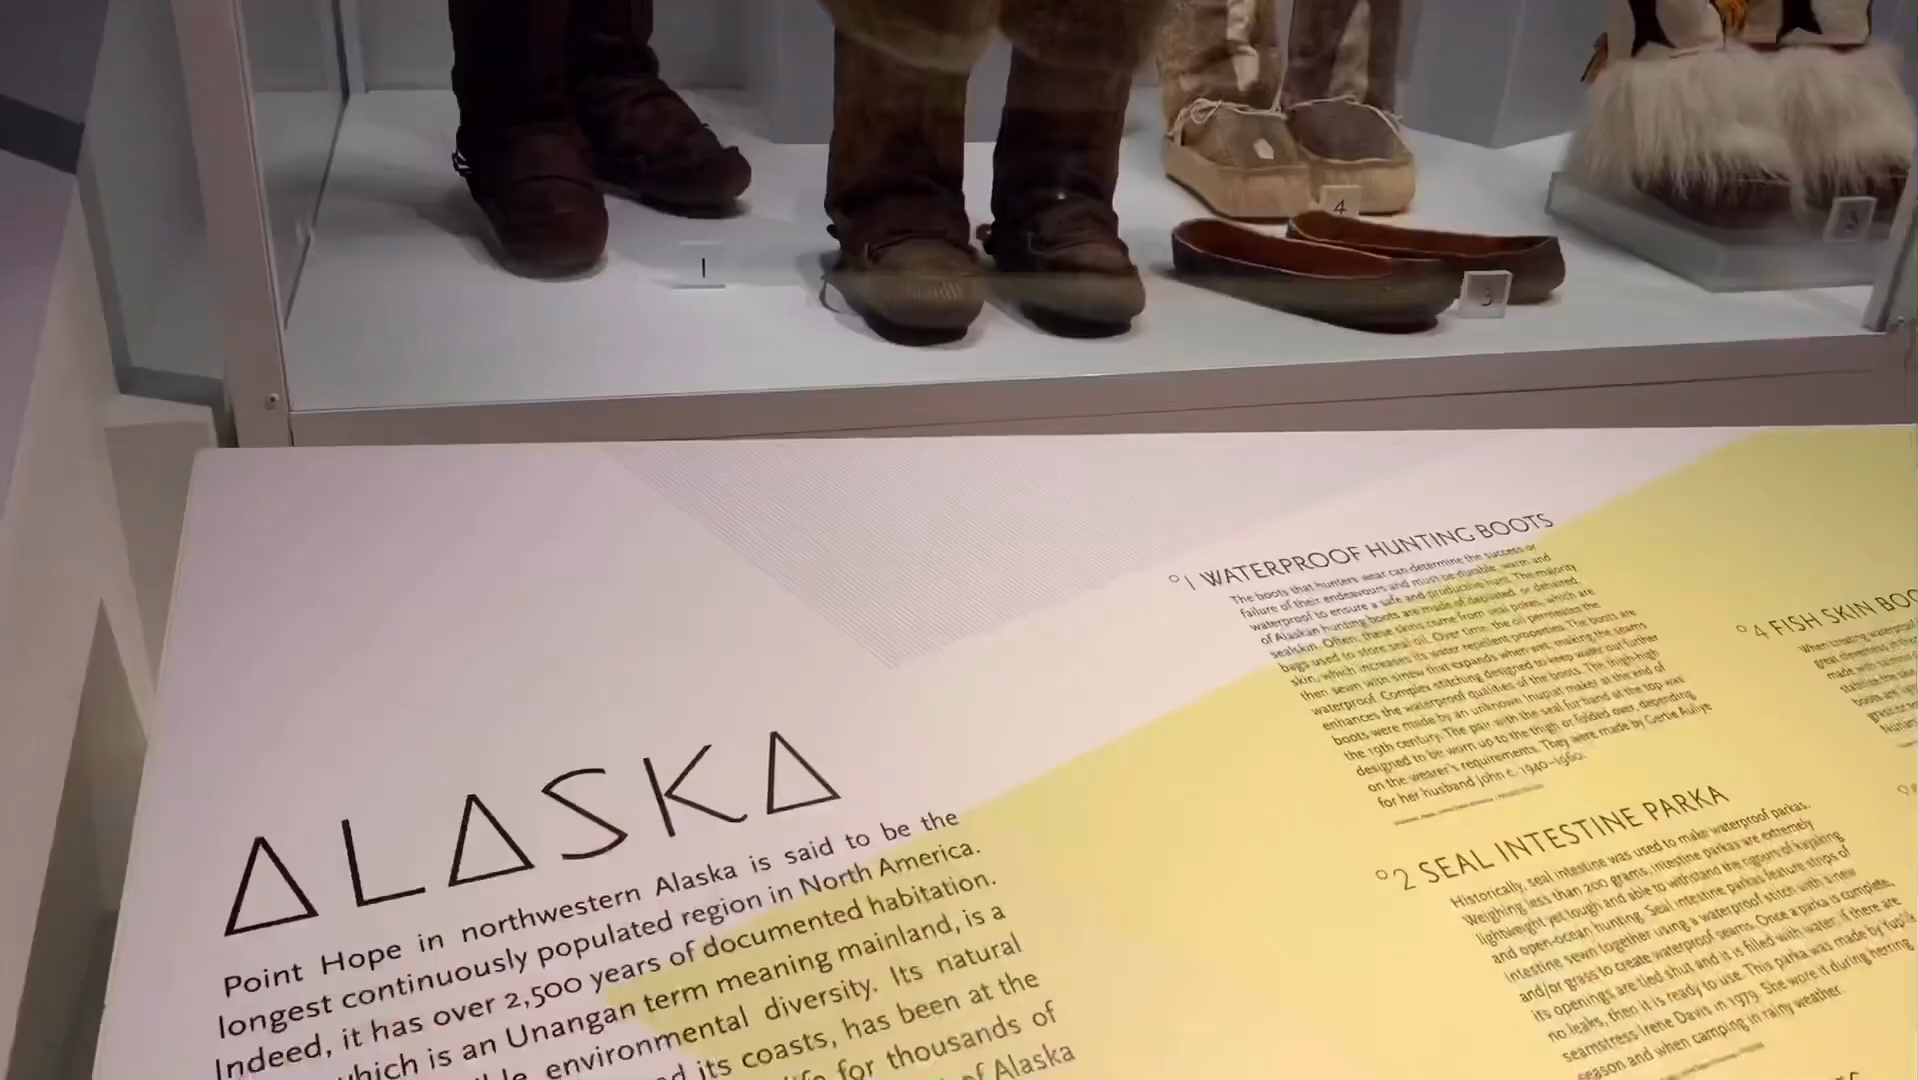 1
4
3
ALASKA
Point Hope in northwestern Alaska is said to be the
longest continuously populated region in North America.
Indeed, it has over 2,500 years of documented habitation.
which is an Unangan term meaning mainland, is a
environmental diversity. Its natural
its coasts, has been at the
for thousands of
of Alaska
°1 WATERPROOF HUNTING BOOTS
The boots that hunters wear can determine the success or
failure of their endeavours and must be durable, warm and
waterproof to ensure a safe and productive hunt. The majority
of Alaskan hunting boots are made of depilated, or dehaired,
sealskin. Often, these skins came from seal pokes, which are
bags used to store seal oil. Over time, the oil permeates the
skin, which increases its water repellent properties. The boots are
then sewn with sinew that expands when wet, making the seams
waterproof. Complex stitching designed to keep water out further
enhances the waterproof qualities of the boots. The thigh-high
boots were made by an unknown Inupiat maker at the end of
the 19th century. The pair with the seal fur band at the top was
designed to be worn up to the thigh or folded over, depending
on the wearer's requirements. They were made by Gertie Auliye
for her husband John c. 1940–1960.
°2 SEAL INTESTINE PARKA
Historically, seal intestine was used to make waterproof parkas.
Weighing less than 200 grams, intestine parkas are extremely
lightweight yet tough and able to withstand the rigours of kayaking
and open-ocean hunting. Seal intestine parkas feature strips of
intestine sewn together using a waterproof stitch with sinew
and/or grass to create waterproof seams. Once a parka is complete,
its openings are tied shut and it is filled with water; if there are
no leaks, then it is ready to use. This parka was made by
seamstress Irene Davis in 1979. She wore it during herring
season and when camping in rainy weather.
°4 FISH SKIN
When creating
great
made with
boots are